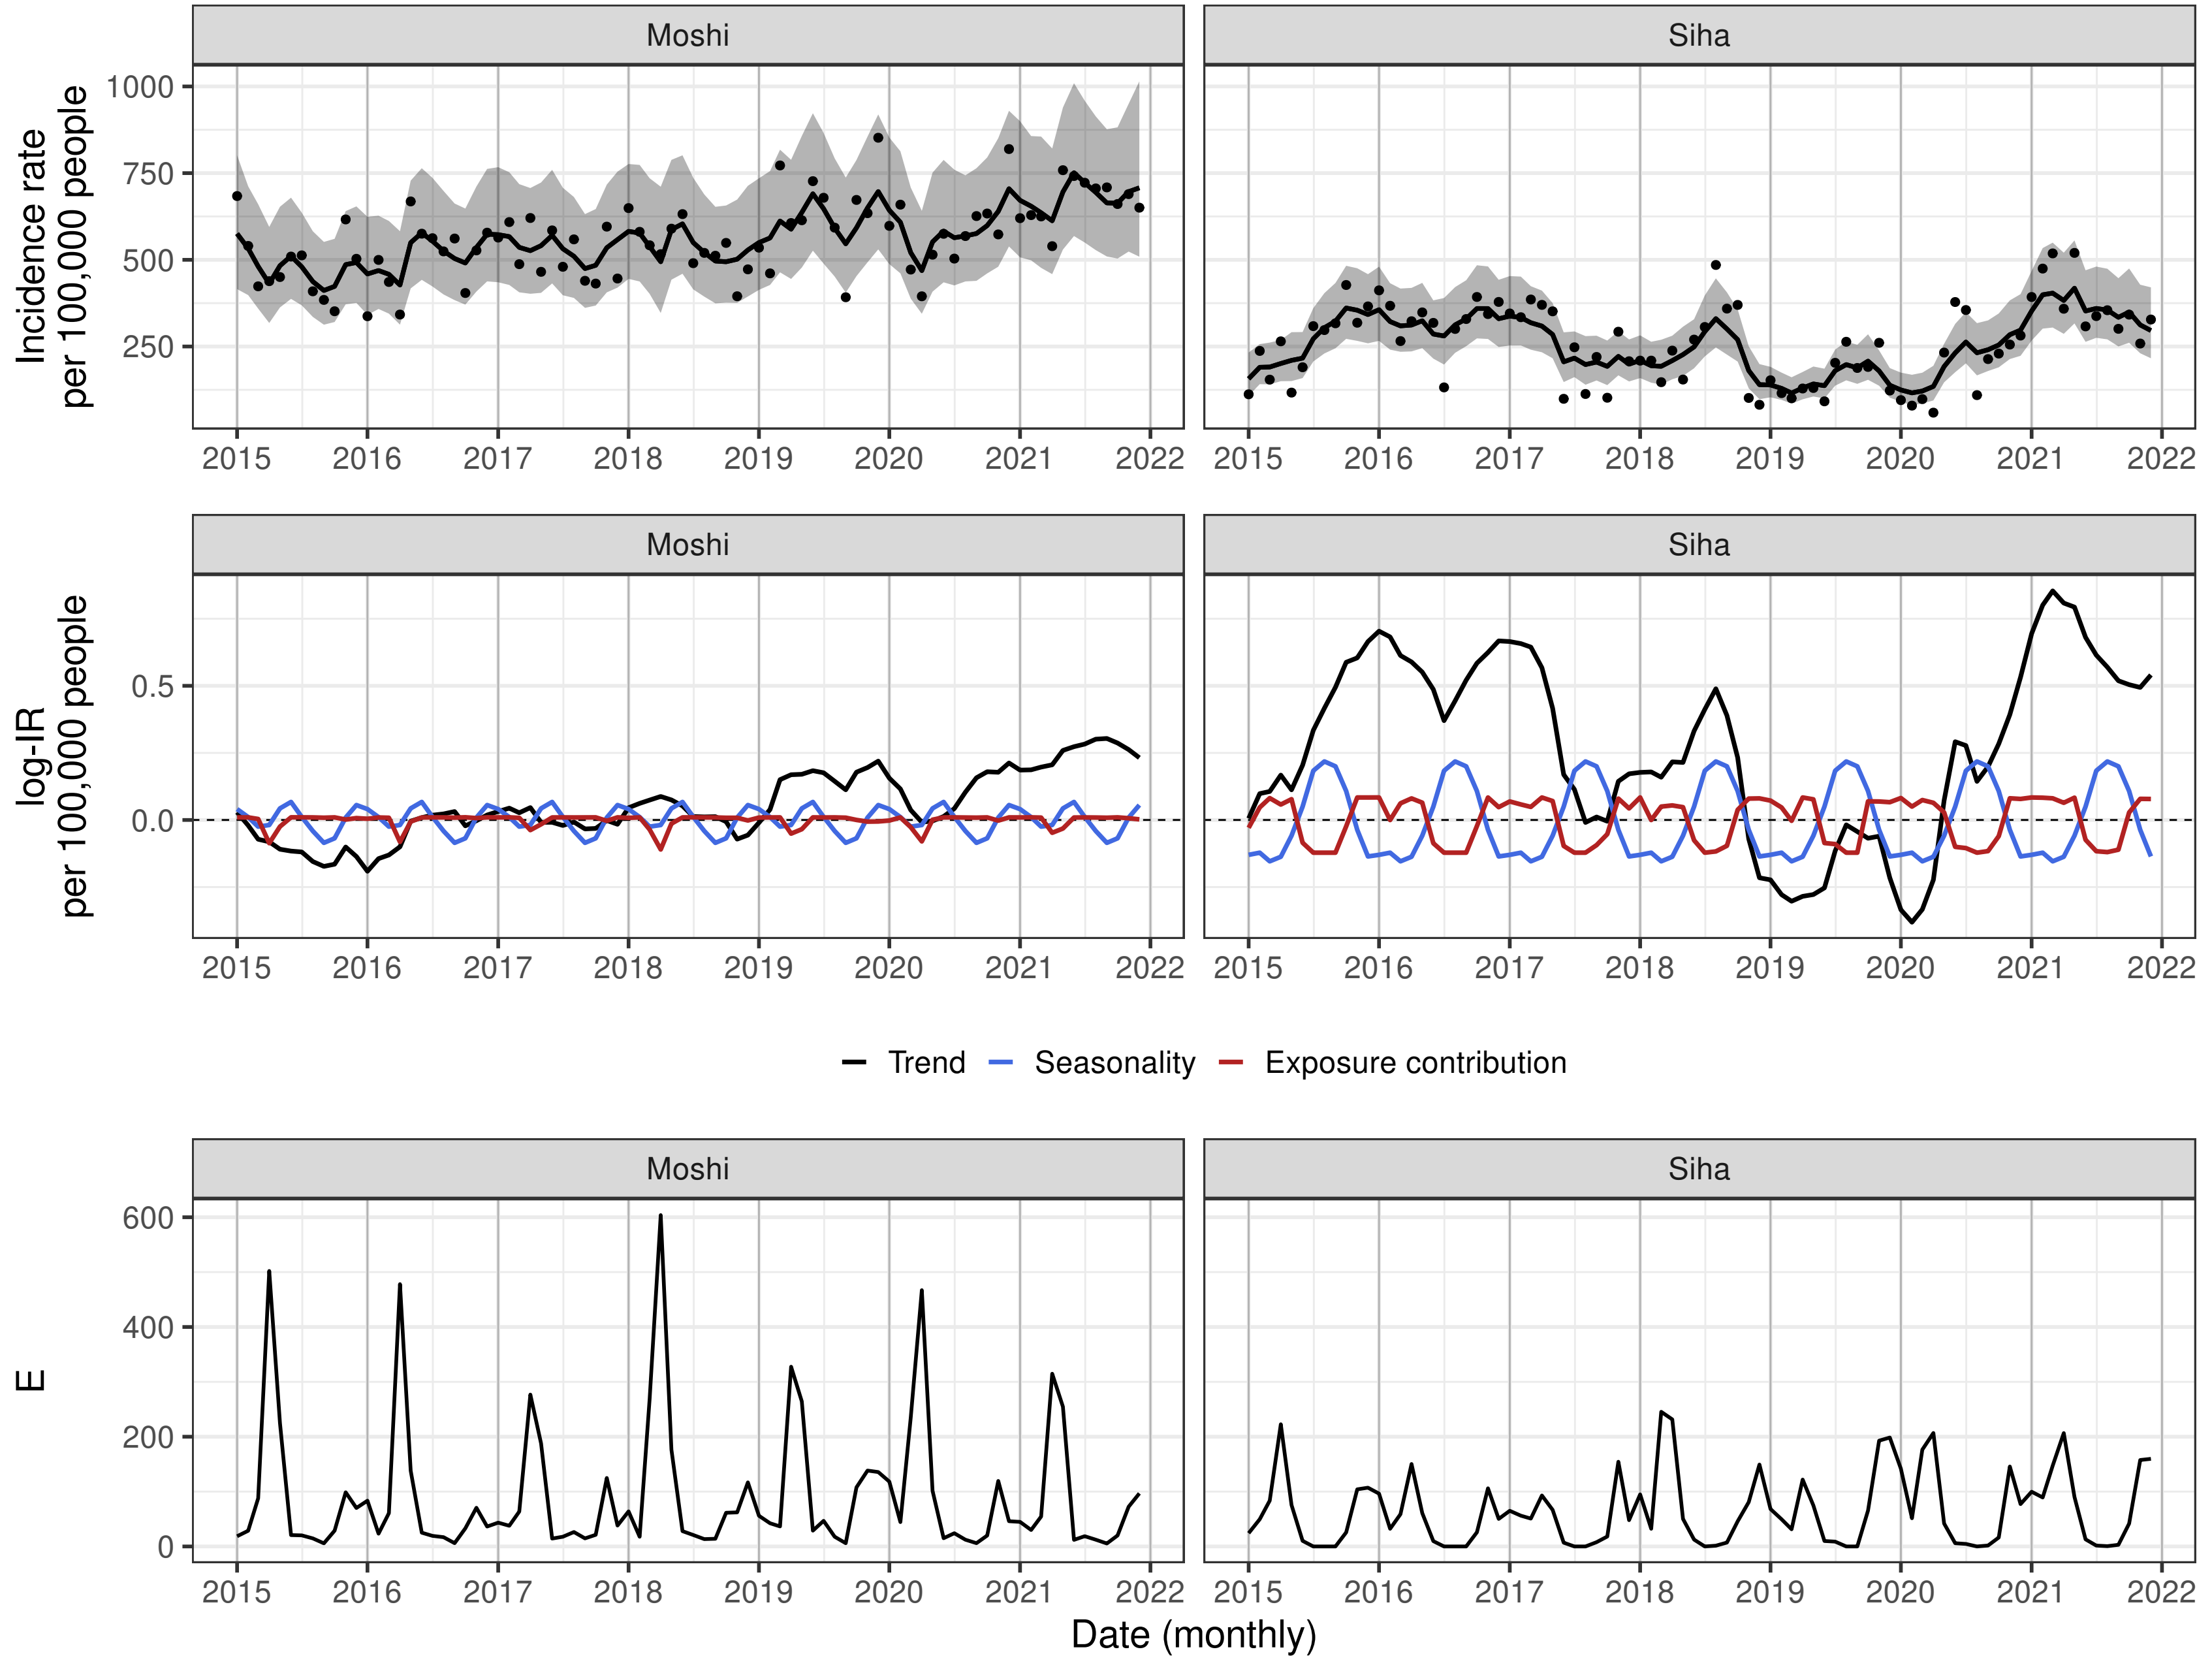 Moshi Siha
Incidence rate
per 100,000 people
1000
750
500
250
2015 2016 2017 2018 2019 2020 2021 2022 2015 2016 2017 2018 2019 2020 2021 2022
Moshi Siha
log-IR
per 100,000 people
0.5
0.0
2015 2016 2017 2018 2019 2020 2021 2022 2015 2016 2017 2018 2019 2020 2021 2022
Trend Seasonality Exposure contribution
Moshi Siha
E
600
400
200
0
2015 2016 2017 2018 2019 2020 2021 2022 2015 2016 2017 2018 2019 2020 2021 2022
Date (monthly)